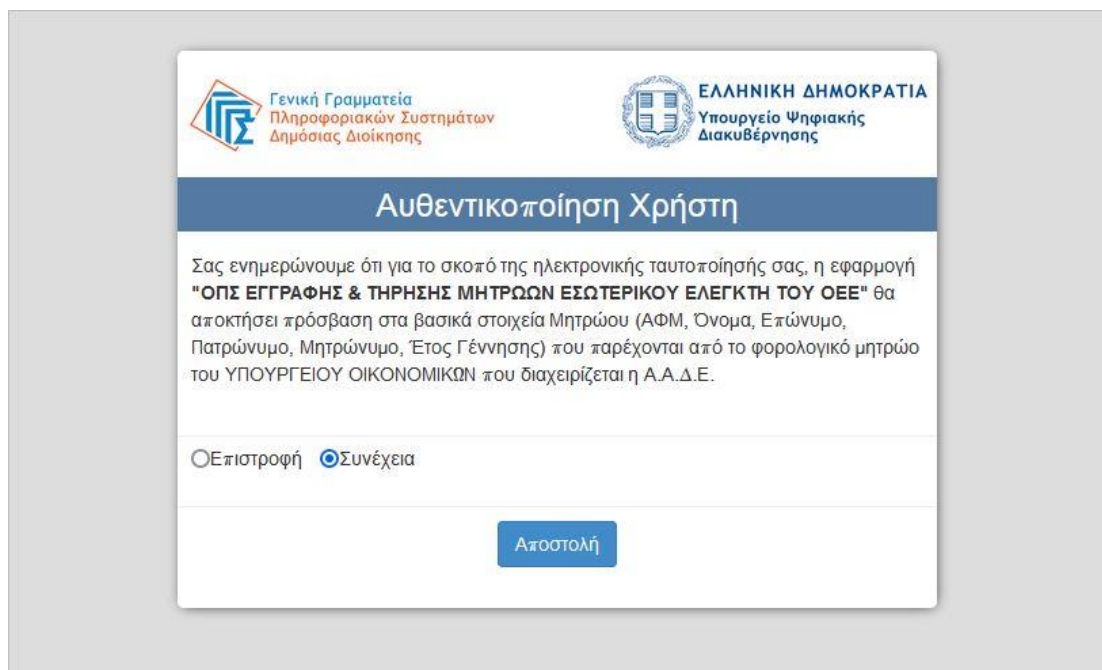 Γενική Γραμματεία
Πληροφοριακών Συστημάτων
Δημόσιας Διοίκησης
ΕΛΛΗΝΙΚΗ ΔΗΜΟΚΡΑΤΙΑ
Υπουργείο Ψηφιακής
Διακυβέρνησης
Αυθεντικοποίηση Χρήστη
Σας ενημερώνουμε ότι για το σκοπό της ηλεκτρονικής ταυτοποίησής σας, η εφαρμογή
"ΟΠΣ ΕΓΓΡΑΦΗΣ & ΤΗΡΗΣΗΣ ΜΗΤΡΩΩΝ ΕΣΩΤΕΡΙΚΟΥ ΕΛΕΓΚΤΗ ΤΟΥ ΟΕΕ" θα
αποκτήσει πρόσβαση στα βασικά στοιχεία Μητρώου (ΑΦΜ, Όνομα, Επώνυμο,
Πατρώνυμο, Μητρώνυμο, Έτος Γέννησης) που παρέχονται από το φορολογικό μητρώο
του ΥΠΟΥΡΓΕΙΟΥ ΟΙΚΟΝΟΜΙΚΩΝ που διαχειρίζεται η Α.Α.Δ.Ε.
Επιστροφή Συνέχεια
Αποστολή